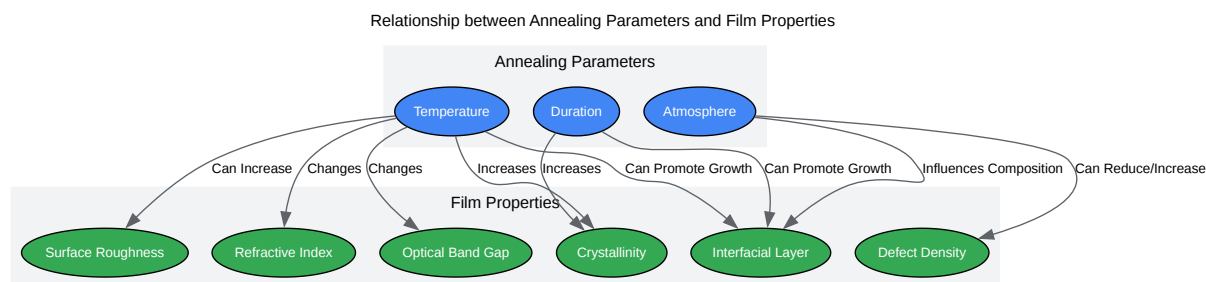 Relationship between Annealing Parameters and Film Properties
Annealing Parameters
Temperature
Duration
Atmosphere
Can Increase
Changes
Changes
Increases
Increases
Can Promote Growth
Can Promote Growth
Influences Composition
Can Reduce/Increase
Film Properties
Surface Roughness
Refractive Index
Optical Band Gap
Crystallinity
Interfacial Layer
Defect Density